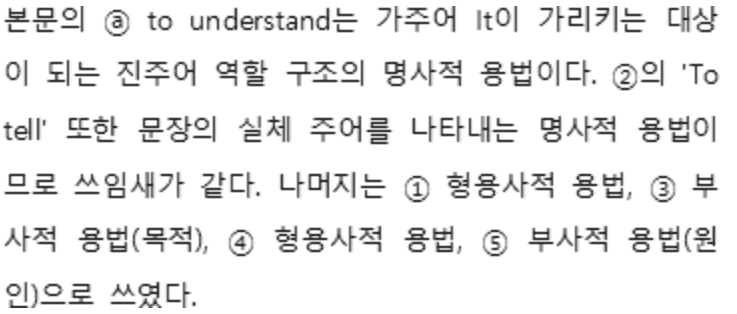 본문의 ⓐ to understand는 가주어 It이 가리키는 대상
이 되는 진주어 역할 구조의 명사적 용법이다. ②의 'To
tell' 또한 문장의 실체 주어를 나타내는 명사적 용법이
므로 쓰임새가 같다. 나머지는 ① 형용사적 용법, ③ 부
사적 용법(목적), ④ 형용사적 용법, ⑤ 부사적 용법(원
인)으로 쓰였다.